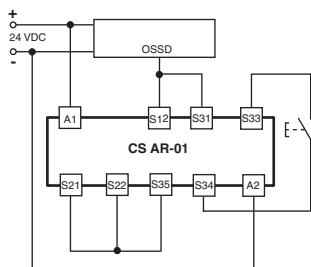 +
24 VDC
-
OSSD
A1 S12 S31 S33
CS AR-01
S21 S22 S35 S34 A2